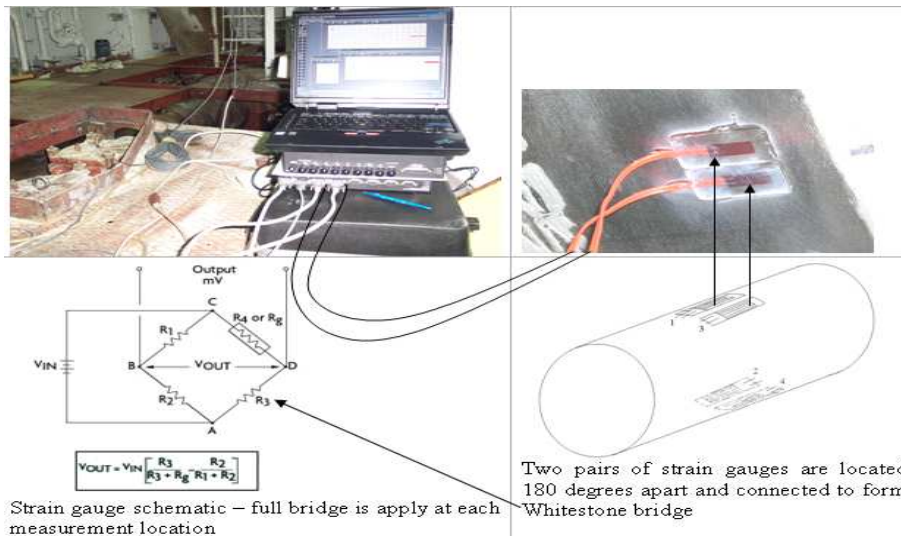 Output
mV
C
R4 or Rg
R1
VIN
B
VOUT
D
R2
R3
A
VOUT = VIN [ R3 / R3 + Rg - R2 / R1 + R2 ]
Strain gauge schematic – full bridge is apply at each
measurement location
1
3
2
4
Two pairs of strain gauges are located
180 degrees apart and connected to form
Whitestone bridge